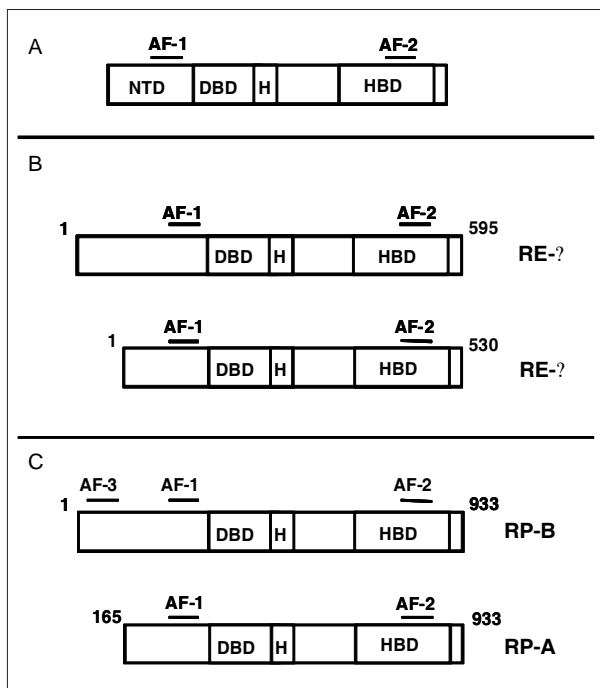 A
AF-1 AF-2
NTD DBD H HBD
B
AF-1 AF-2
1 595
DBD H HBD RE-?
AF-1 AF-2
1 530
DBD H HBD RE-?
C
AF-3 AF-1 AF-2
1 933
DBD H HBD RP-B
AF-1 AF-2
165 933
DBD H HBD RP-A